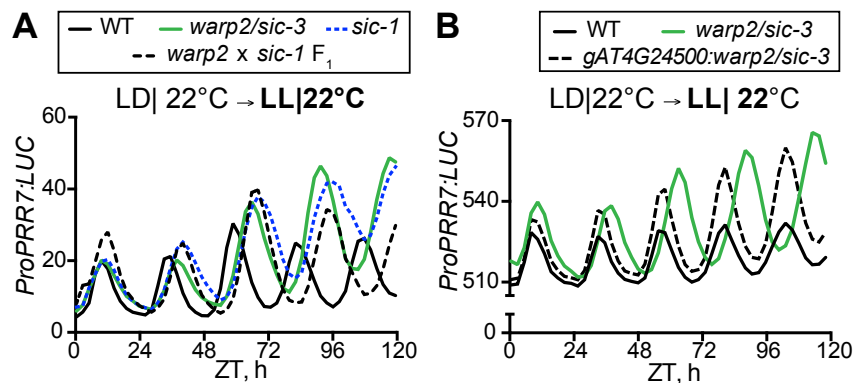 A
WT warp2/sic-3 sic-1
warp2 x sic-1 F1
LD| 22°C → LL|22°C
ProPRR7:LUC
60
40
20
0
0 24 48 72 96 120
ZT, h
B
WT warp2/sic-3
gAT4G24500:warp2/sic-3
LD|22°C → LL| 22°C
ProPRR7:LUC
570
540
510
0
0 24 48 72 96 120
ZT, h